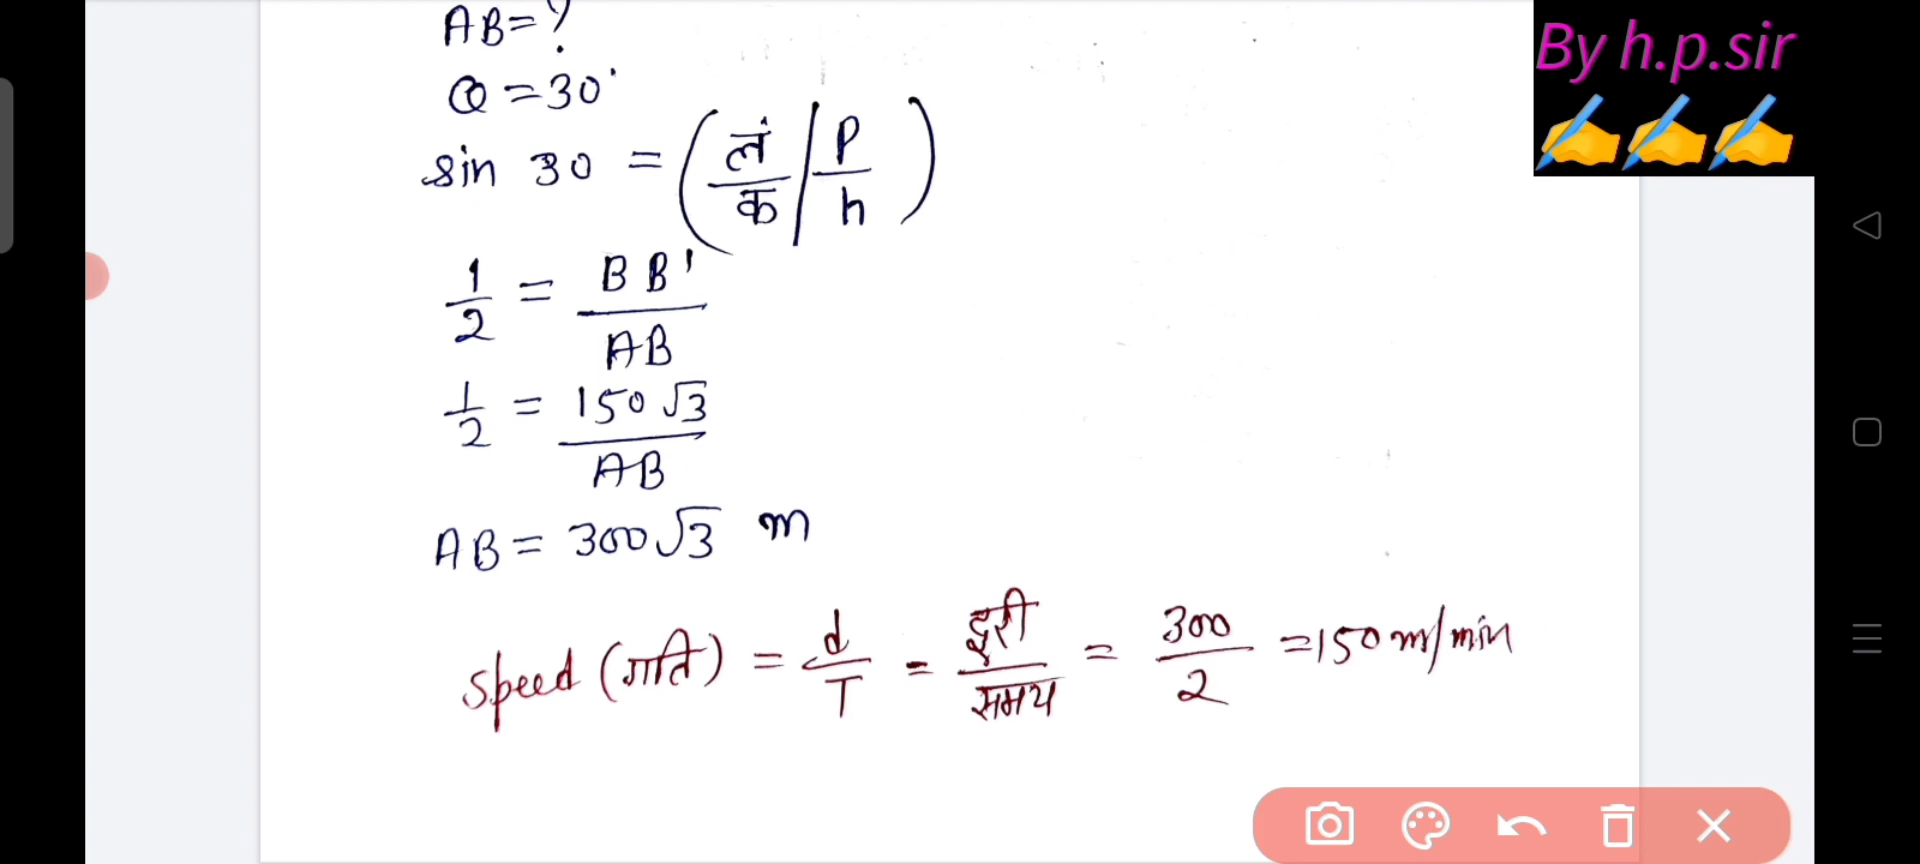 AB=?
By h.p.sir
θ=30°
sin 30 = (लं/क | P/h)
1/2 = BB'/AB
1/2 = 150√3/AB
AB= 300√3 m
speed (गति) = d/T = दूरी/समय = 300/2 =150m/min